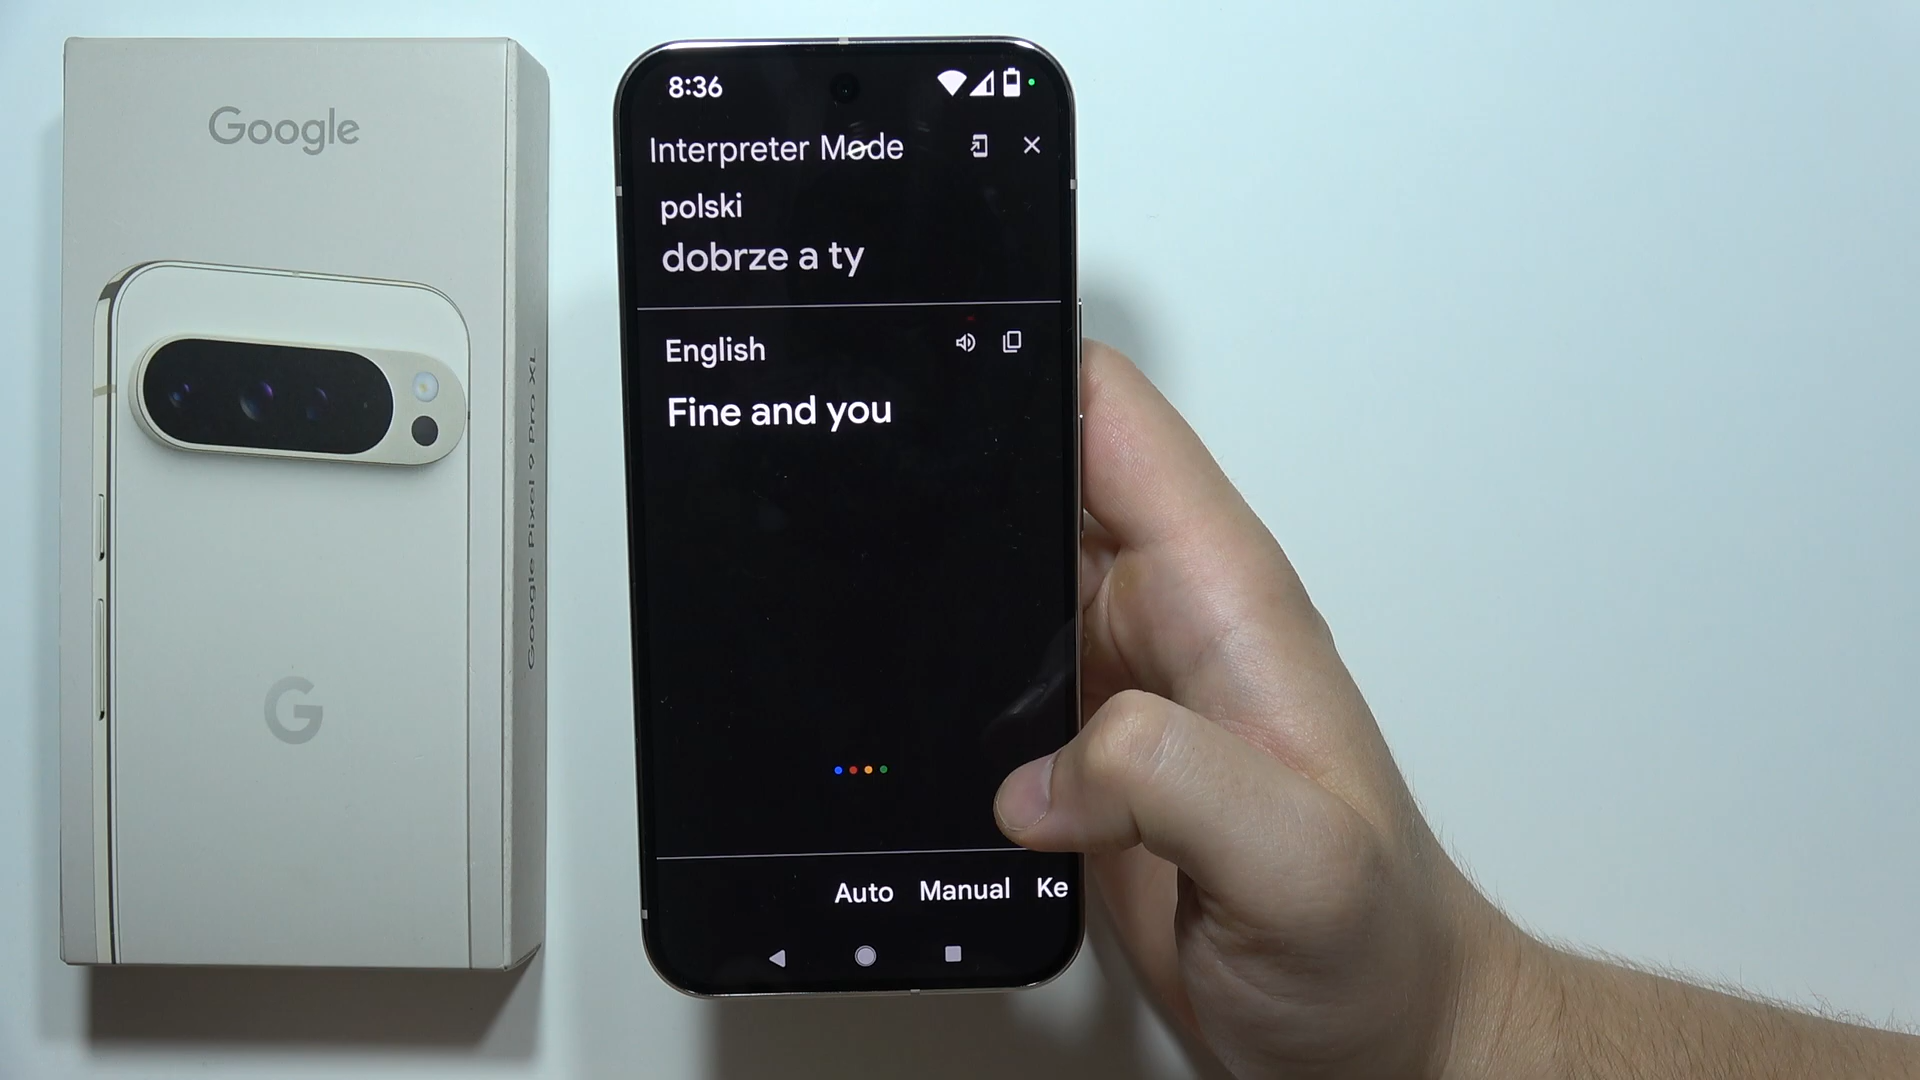 Google
G
Google Pixel 9 Pro XL
8:36
Interpreter Mode
polski
dobrze a ty
English
Fine and you
Auto Manual Ke